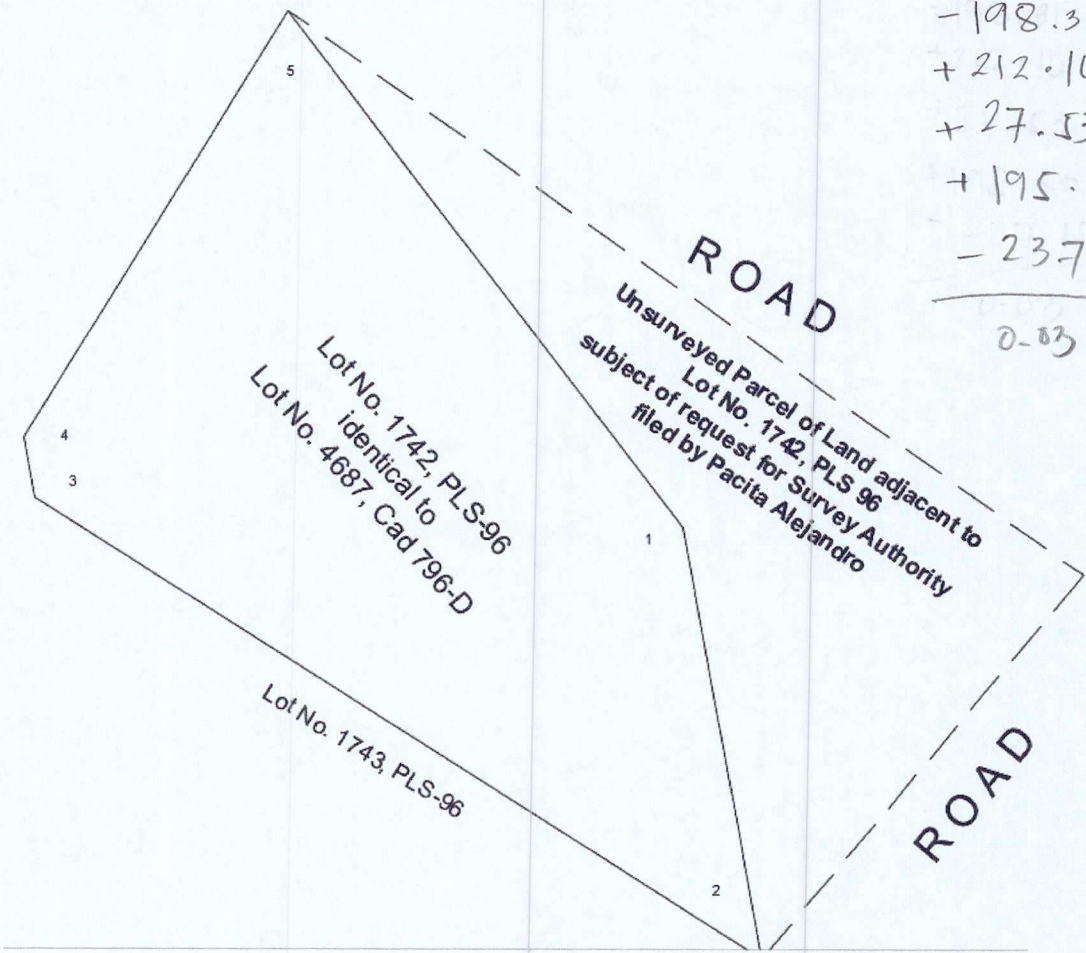 -198.3
+ 212.10
+ 27.53
+ 195.
- 237
0.03
5
ROAD
Unsurveyed Parcel of Land adjacent to
Lot No. 1742, PLS 96
subject of request for Survey Authority
filed by Pacita Alejandro
Lot No. 1742, PLS-96
identical to
Lot No. 4687, Cad 796-D
4
3
1
Lot No. 1743, PLS-96
ROAD
2